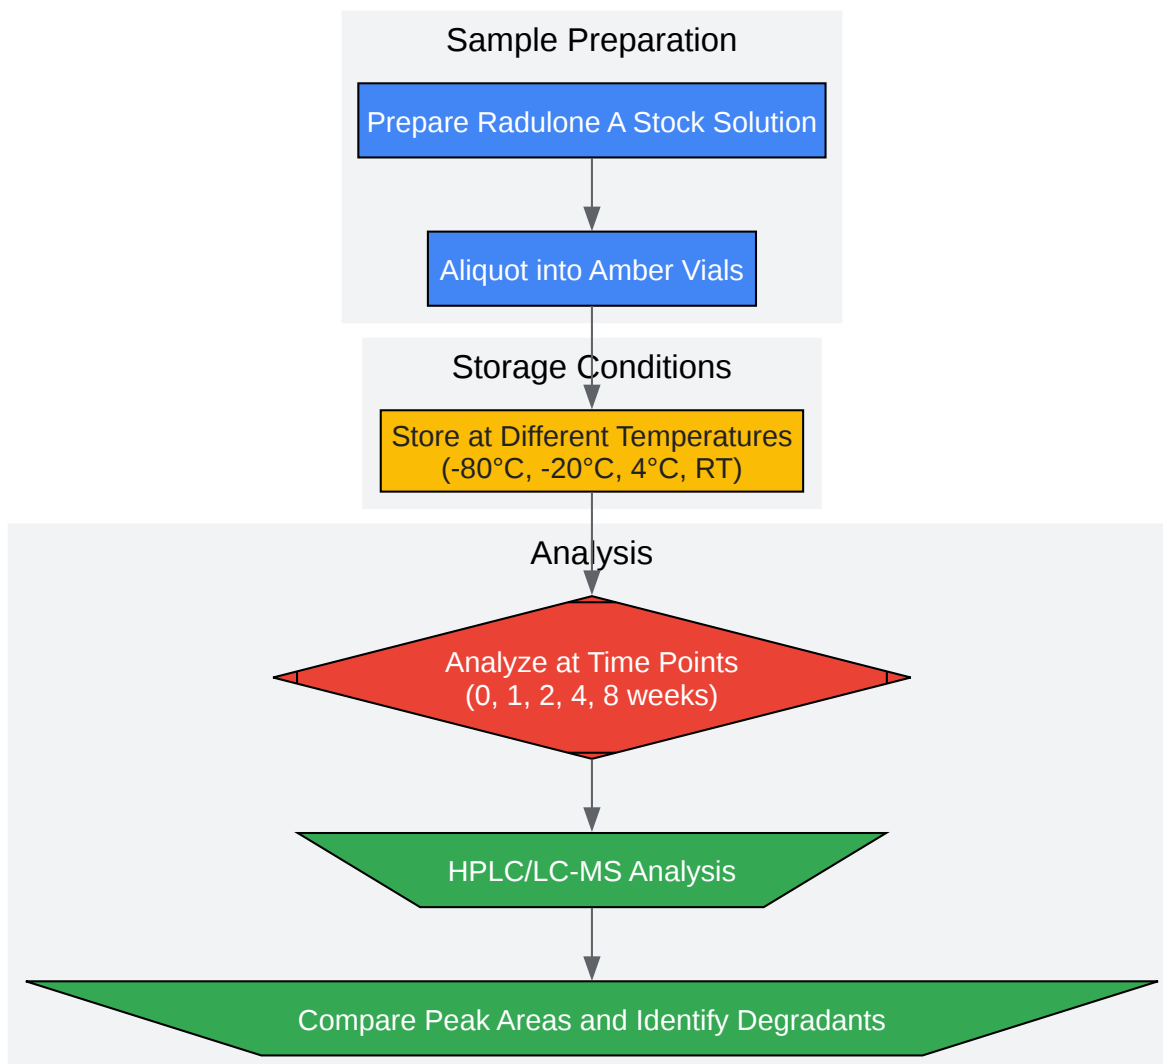 Sample Preparation
Prepare Radulone A Stock Solution
Aliquot into Amber Vials
Storage Conditions
Store at Different Temperatures
(-80°C, -20°C, 4°C, RT)
Analysis
Analyze at Time Points
(0, 1, 2, 4, 8 weeks)
HPLC/LC-MS Analysis
Compare Peak Areas and Identify Degradants